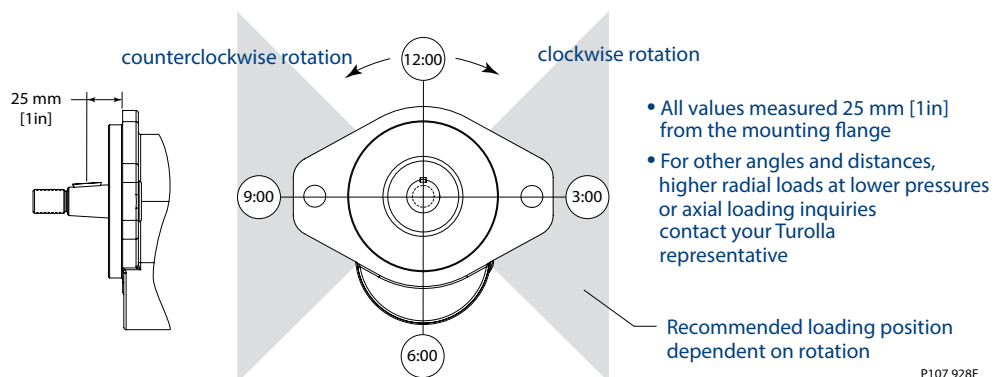 counterclockwise rotation
12:00
clockwise rotation
25 mm
[1in]
• All values measured 25 mm [1in]
from the mounting flange
• For other angles and distances,
higher radial loads at lower pressures
or axial loading inquiries
contact your Turolla
representative
9:00
3:00
Recommended loading position
dependent on rotation
6:00
P107 928E